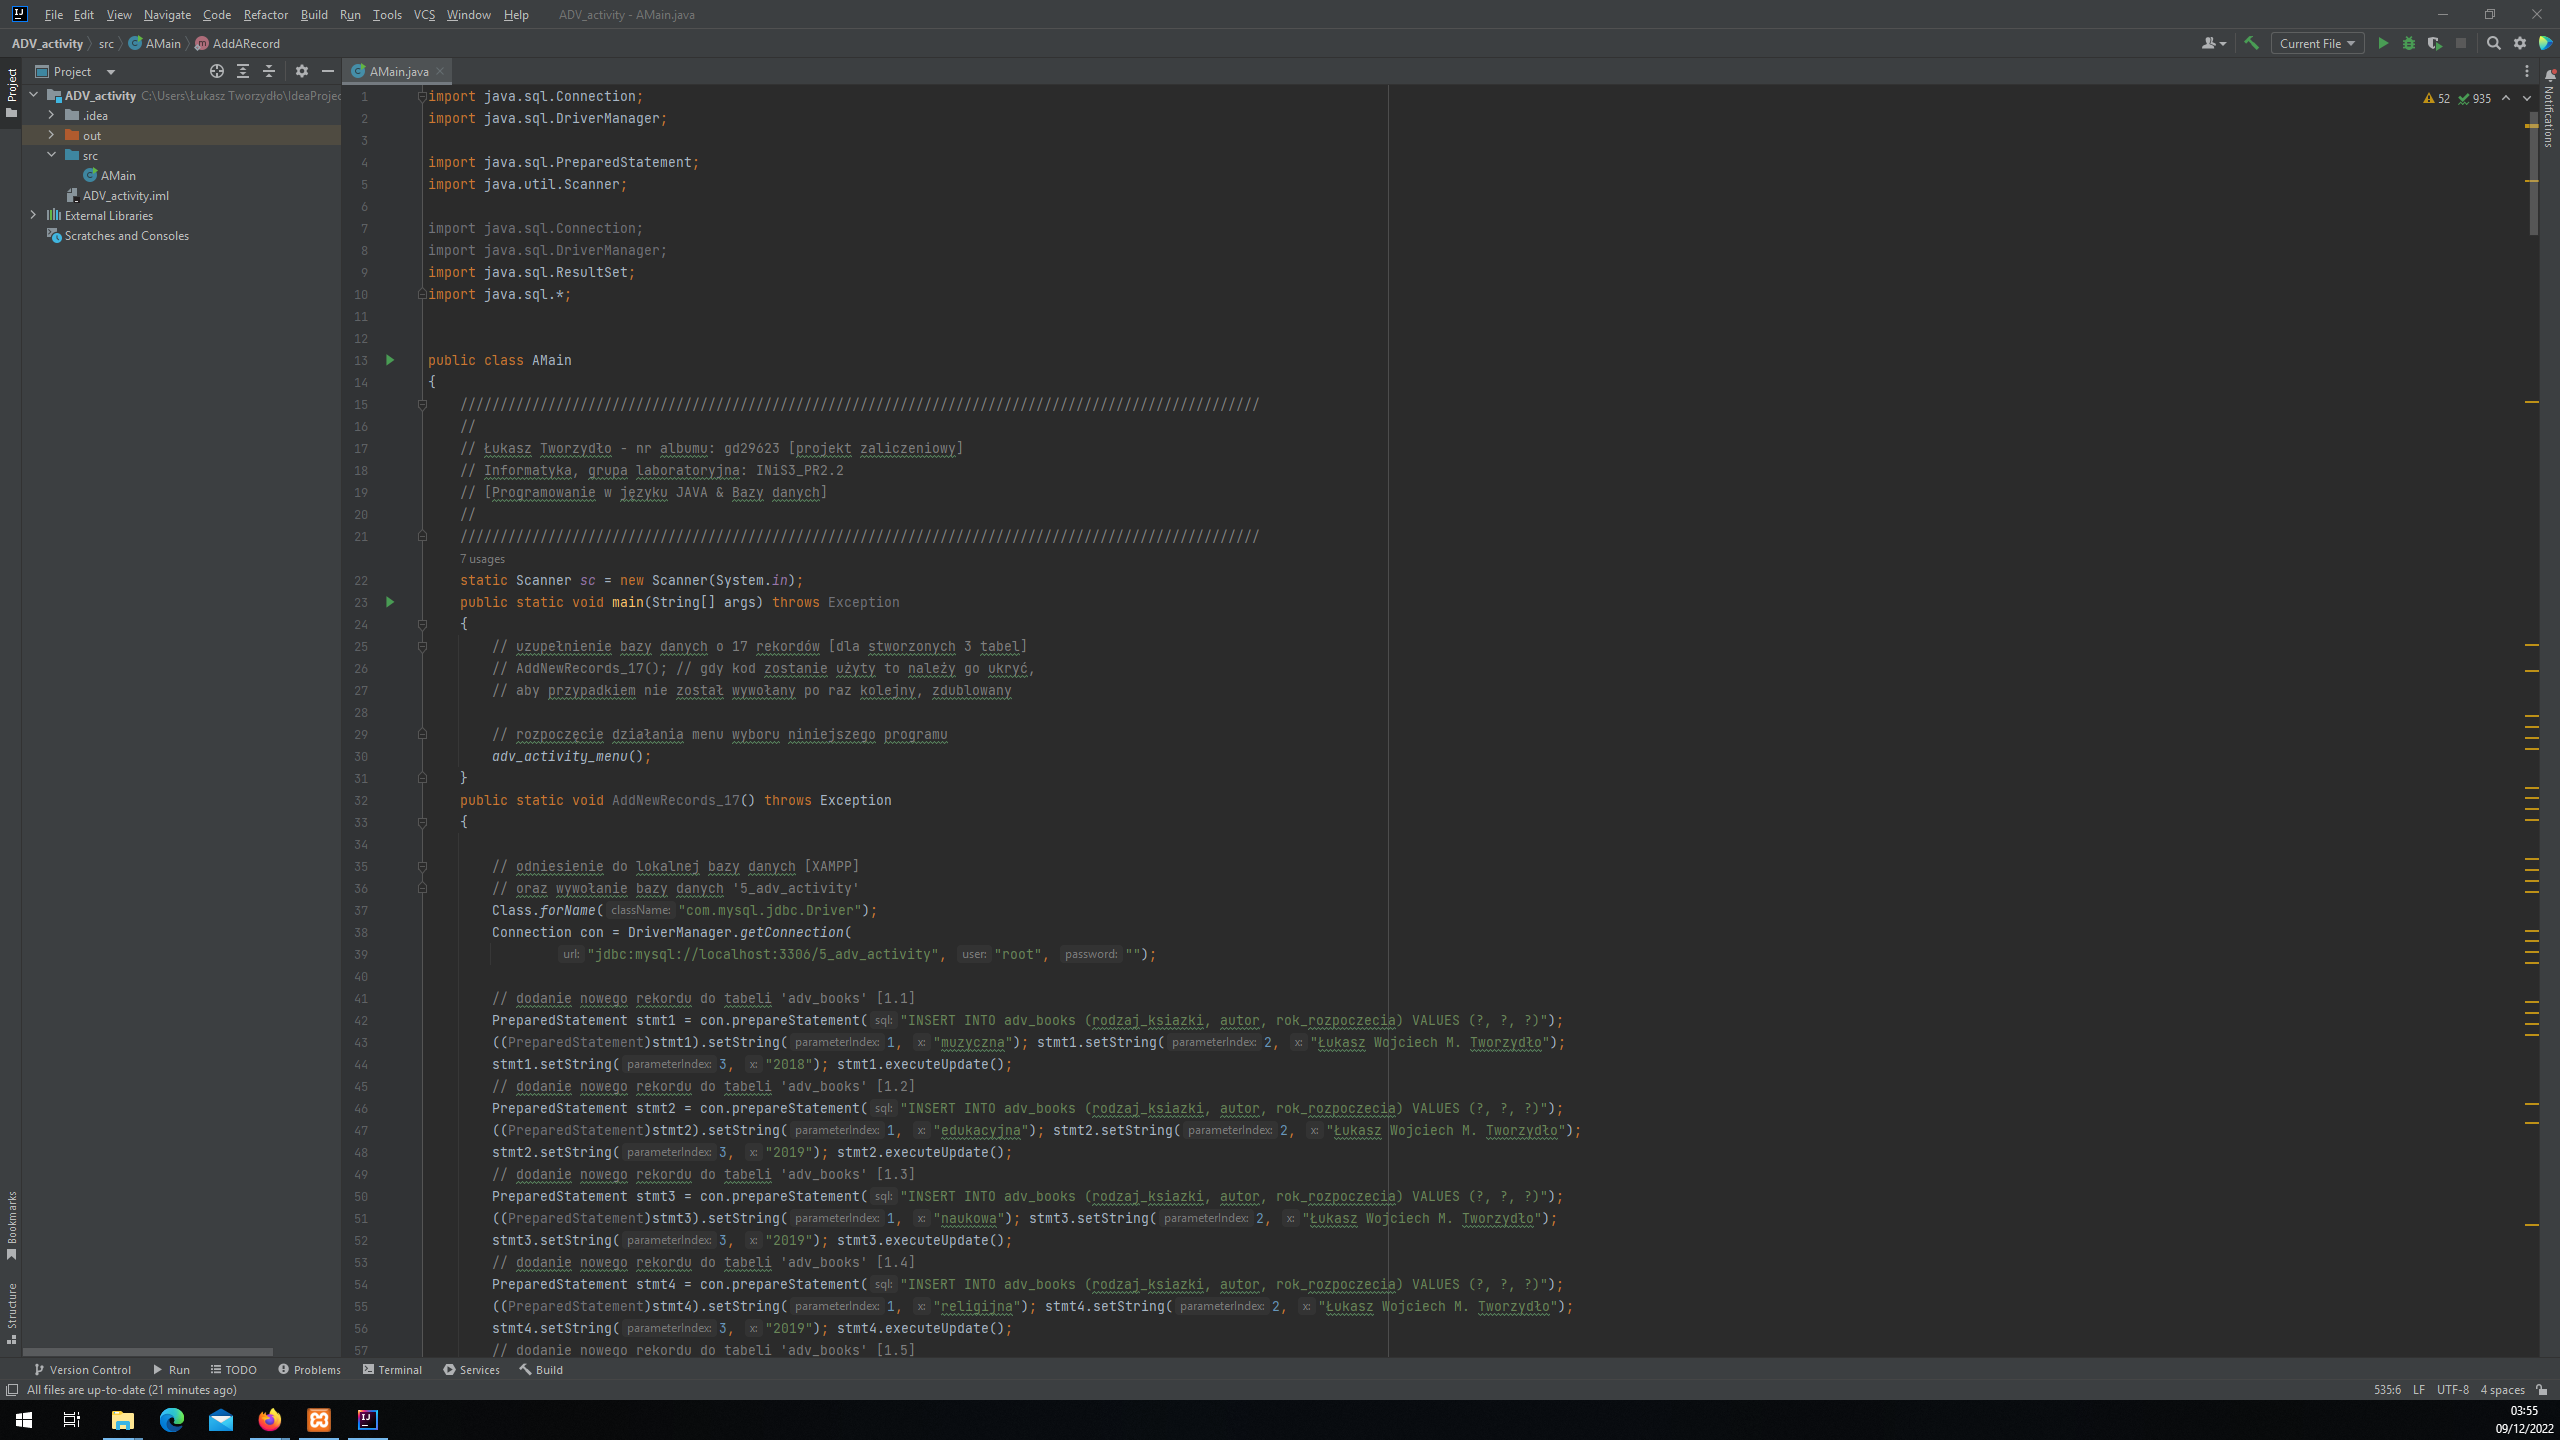 File Edit View Navigate Code Refactor Build Run Tools VCS Window Help ADV_activity - AMain.java
ADV_activity src AMain AddARecord Current File
Project AMain.java
ADV_activity C:\Users\Łukasz Tworzydło\IdeaProjec
.idea
out
src
AMain
ADV_activity.iml
External Libraries
Scratches and Consoles
Project
Bookmarks
Structure
Notifications
52 935
1 import java.sql.Connection;
2 import java.sql.DriverManager;
3
4 import java.sql.PreparedStatement;
5 import java.util.Scanner;
6
7 import java.sql.Connection;
8 import java.sql.DriverManager;
9 import java.sql.ResultSet;
10 import java.sql.*;
11
12
13 public class AMain
14 {
15 ////////////////////////////////////////////////////////////////////////////////////////////////////
16 //
17 // Łukasz Tworzydło - nr albumu: gd29623 [projekt zaliczeniowy]
18 // Informatyka, grupa laboratoryjna: INiS3_PR2.2
19 // [Programowanie w języku JAVA & Bazy danych]
20 //
21 ////////////////////////////////////////////////////////////////////////////////////////////////////
7 usages
22 static Scanner sc = new Scanner(System.in);
23 public static void main(String[] args) throws Exception
24 {
25 // uzupełnienie bazy danych o 17 rekordów [dla stworzonych 3 tabel]
26 // AddNewRecords_17(); // gdy kod zostanie użyty to należy go ukryć,
27 // aby przypadkiem nie został wywołany po raz kolejny, zdublowany
28
29 // rozpoczęcie działania menu wyboru niniejszego programu
30 adv_activity_menu();
31 }
32 public static void AddNewRecords_17() throws Exception
33 {
34
35 // odniesienie do lokalnej bazy danych [XAMPP]
36 // oraz wywołanie bazy danych '5_adv_activity'
37 Class.forName( className: "com.mysql.jdbc.Driver");
38 Connection con = DriverManager.getConnection(
39 url: "jdbc:mysql://localhost:3306/5_adv_activity", user: "root", password: "");
40
41 // dodanie nowego rekordu do tabeli 'adv_books' [1.1]
42 PreparedStatement stmt1 = con.prepareStatement( sql: "INSERT INTO adv_books (rodzaj_ksiazki, autor, rok_rozpoczecia) VALUES (?, ?, ?)");
43 ((PreparedStatement)stmt1).setString( parameterIndex: 1, x: "muzyczna"); stmt1.setString( parameterIndex: 2, x: "Łukasz Wojciech M. Tworzydło");
44 stmt1.setString( parameterIndex: 3, x: "2018"); stmt1.executeUpdate();
45 // dodanie nowego rekordu do tabeli 'adv_books' [1.2]
46 PreparedStatement stmt2 = con.prepareStatement( sql: "INSERT INTO adv_books (rodzaj_ksiazki, autor, rok_rozpoczecia) VALUES (?, ?, ?)");
47 ((PreparedStatement)stmt2).setString( parameterIndex: 1, x: "edukacyjna"); stmt2.setString( parameterIndex: 2, x: "Łukasz Wojciech M. Tworzydło");
48 stmt2.setString( parameterIndex: 3, x: "2019"); stmt2.executeUpdate();
49 // dodanie nowego rekordu do tabeli 'adv_books' [1.3]
50 PreparedStatement stmt3 = con.prepareStatement( sql: "INSERT INTO adv_books (rodzaj_ksiazki, autor, rok_rozpoczecia) VALUES (?, ?, ?)");
51 ((PreparedStatement)stmt3).setString( parameterIndex: 1, x: "naukowa"); stmt3.setString( parameterIndex: 2, x: "Łukasz Wojciech M. Tworzydło");
52 stmt3.setString( parameterIndex: 3, x: "2019"); stmt3.executeUpdate();
53 // dodanie nowego rekordu do tabeli 'adv_books' [1.4]
54 PreparedStatement stmt4 = con.prepareStatement( sql: "INSERT INTO adv_books (rodzaj_ksiazki, autor, rok_rozpoczecia) VALUES (?, ?, ?)");
55 ((PreparedStatement)stmt4).setString( parameterIndex: 1, x: "religijna"); stmt4.setString( parameterIndex: 2, x: "Łukasz Wojciech M. Tworzydło");
56 stmt4.setString( parameterIndex: 3, x: "2019"); stmt4.executeUpdate();
57 // dodanie nowego rekordu do tabeli 'adv_books' [1.5]
Version Control Run TODO Problems Terminal Services Build
All files are up-to-date (21 minutes ago) 535:6 LF UTF-8 4 spaces
03:55
09/12/2022